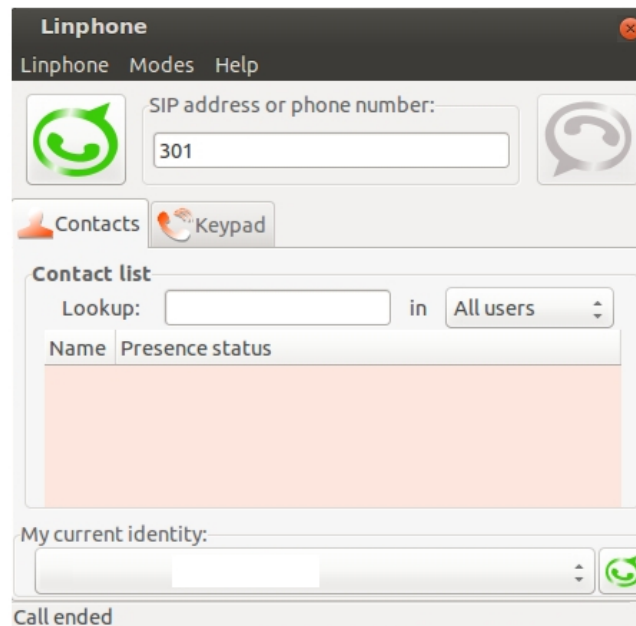 Linphone
Linphone Modes Help
SIP address or phone number:
301
Contacts Keypad
Contact list
Lookup: in All users
Name Presence status
My current identity:
Call ended